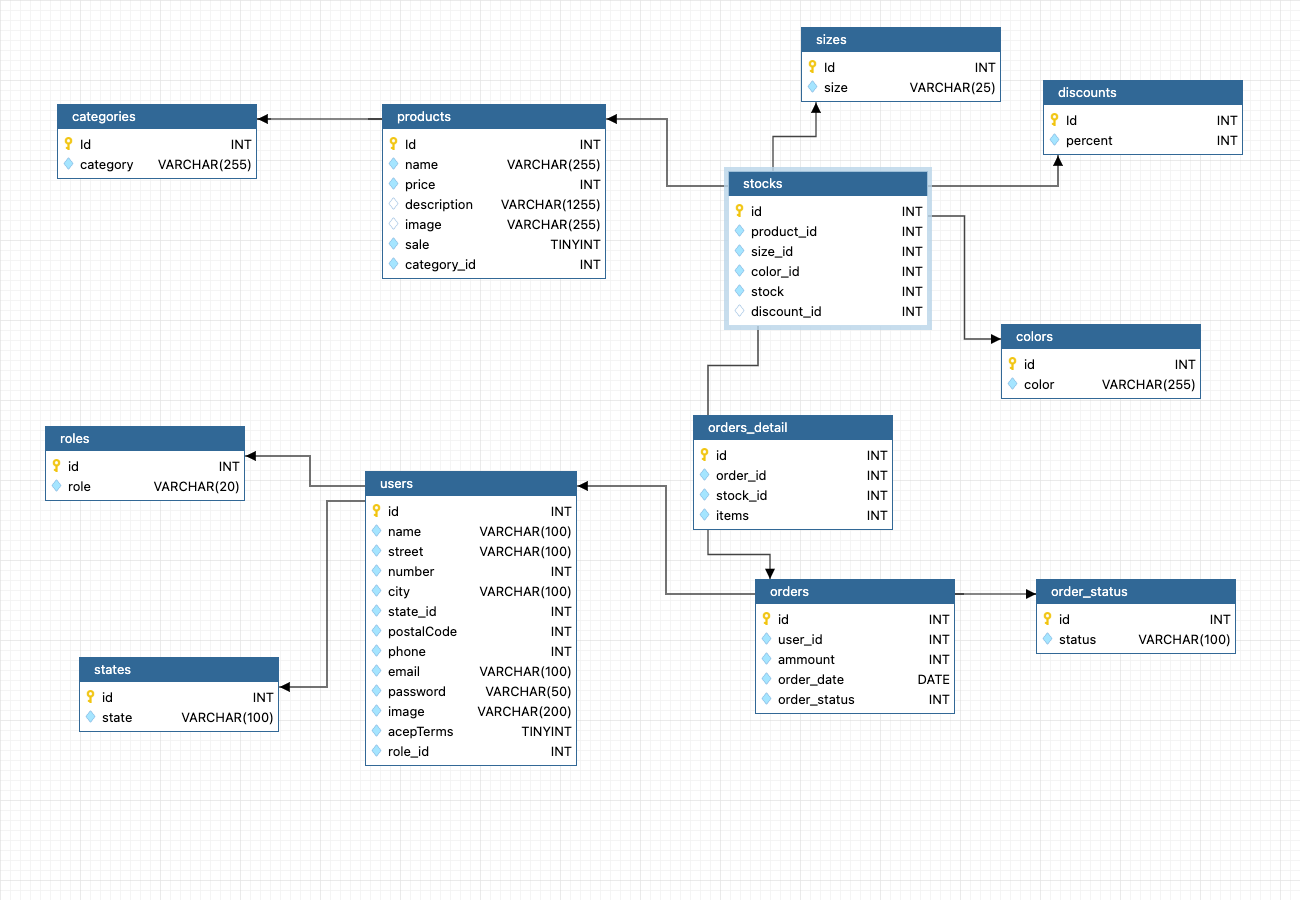 sizes
Id INT
size VARCHAR(25)
discounts
Id INT
percent INT
categories
Id INT
category VARCHAR(255)
products
Id INT
name VARCHAR(255)
price INT
description VARCHAR(1255)
image VARCHAR(255)
sale TINYINT
category_id INT
stocks
id INT
product_id INT
size_id INT
color_id INT
stock INT
discount_id INT
colors
id INT
color VARCHAR(255)
orders_detail
id INT
order_id INT
stock_id INT
items INT
roles
id INT
role VARCHAR(20)
users
id INT
name VARCHAR(100)
street VARCHAR(100)
number INT
city VARCHAR(100)
state_id INT
postalCode INT
phone INT
email VARCHAR(100)
password VARCHAR(50)
image VARCHAR(200)
acepTerms TINYINT
role_id INT
orders
id INT
user_id INT
ammount INT
order_date DATE
order_status INT
order_status
id INT
status VARCHAR(100)
states
id INT
state VARCHAR(100)